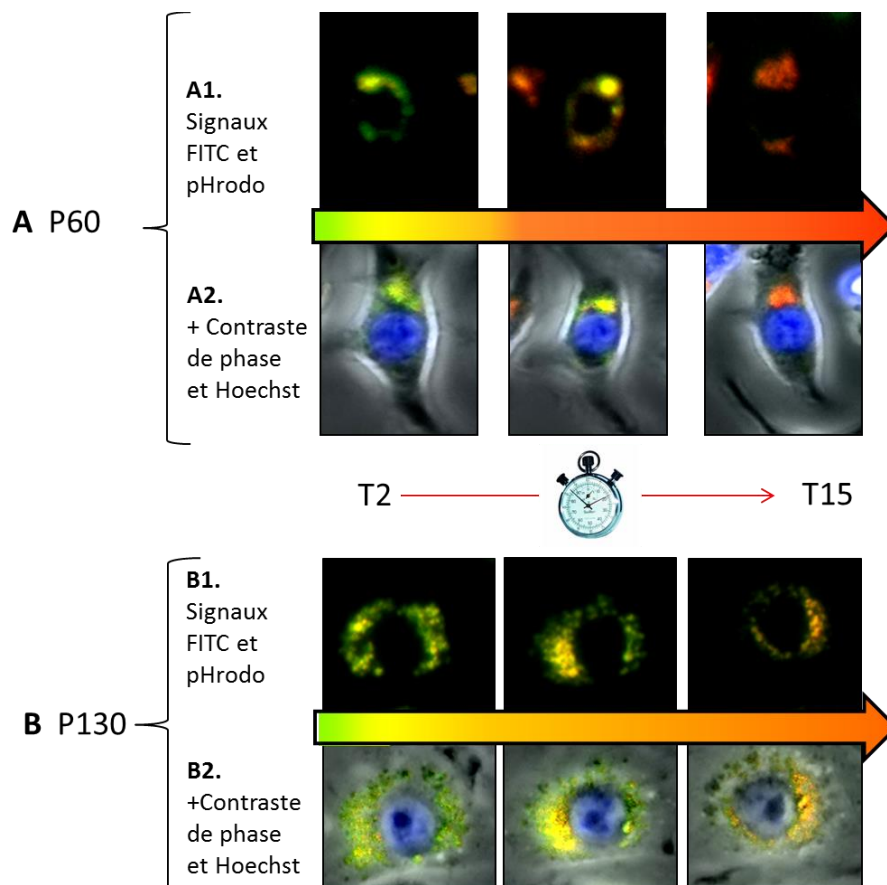 A1.
Signaux
FITC et
pHrodo
A P60
A2.
+ Contraste
de phase
et Hoechst
T2
T15
B1.
Signaux
FITC et
pHrodo
B P130
B2.
+Contraste
de phase
et Hoechst